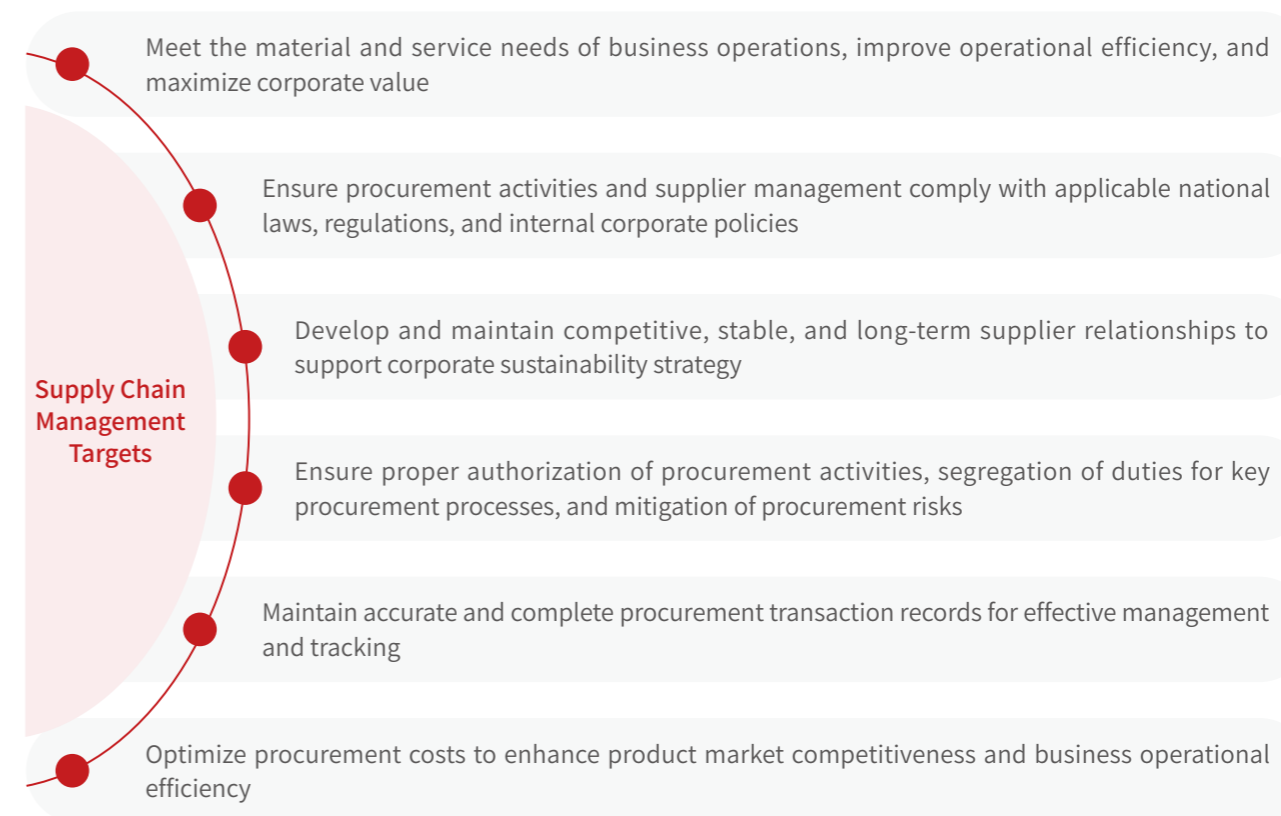 Meet the material and service needs of business operations, improve operational efficiency, and
maximize corporate value
Ensure procurement activities and supplier management comply with applicable national
laws, regulations, and internal corporate policies
Develop and maintain competitive, stable, and long-term supplier relationships to
support corporate sustainability strategy
Supply Chain
Management
Targets
Ensure proper authorization of procurement activities, segregation of duties for key
procurement processes, and mitigation of procurement risks
Maintain accurate and complete procurement transaction records for effective management
and tracking
Optimize procurement costs to enhance product market competitiveness and business operational
efficiency